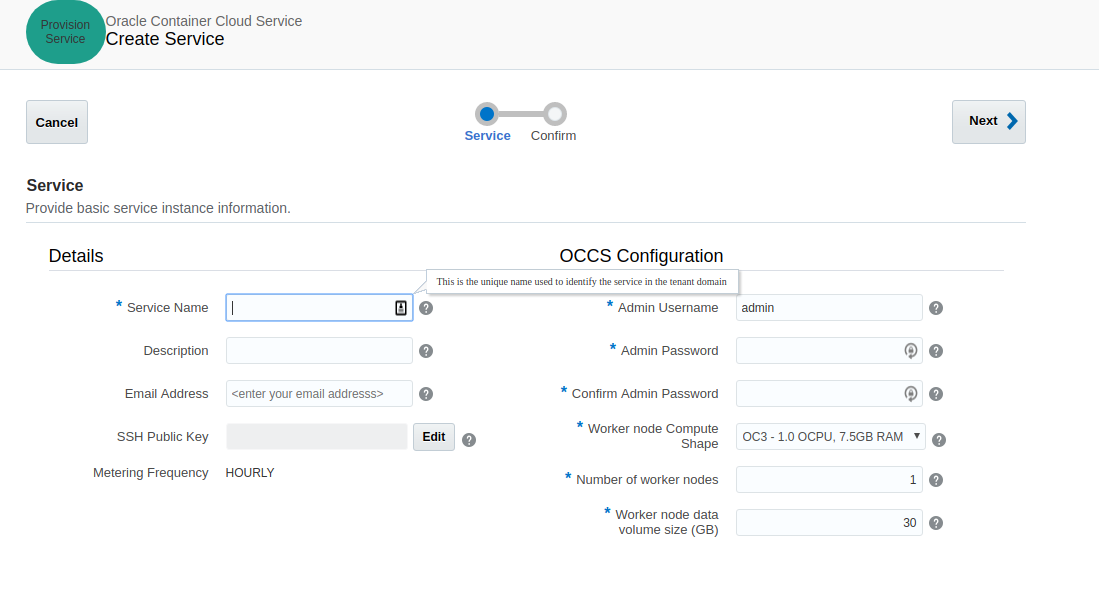 Provision
Service
Oracle Container Cloud Service
Create Service
Cancel
Service
Confirm
Next
Service
Provide basic service instance information.
Details
OCCS Configuration
This is the unique name used to identify the service in the tenant domain
* Service Name
?
* Admin Username
admin
?
Description
?
* Admin Password
?
Email Address
<enter your email addresss>
?
* Confirm Admin Password
?
SSH Public Key
Edit
?
* Worker node Compute
Shape
OC3 - 1.0 OCPU, 7.5GB RAM
?
Metering Frequency
HOURLY
* Number of worker nodes
1
?
* Worker node data
volume size (GB)
30
?